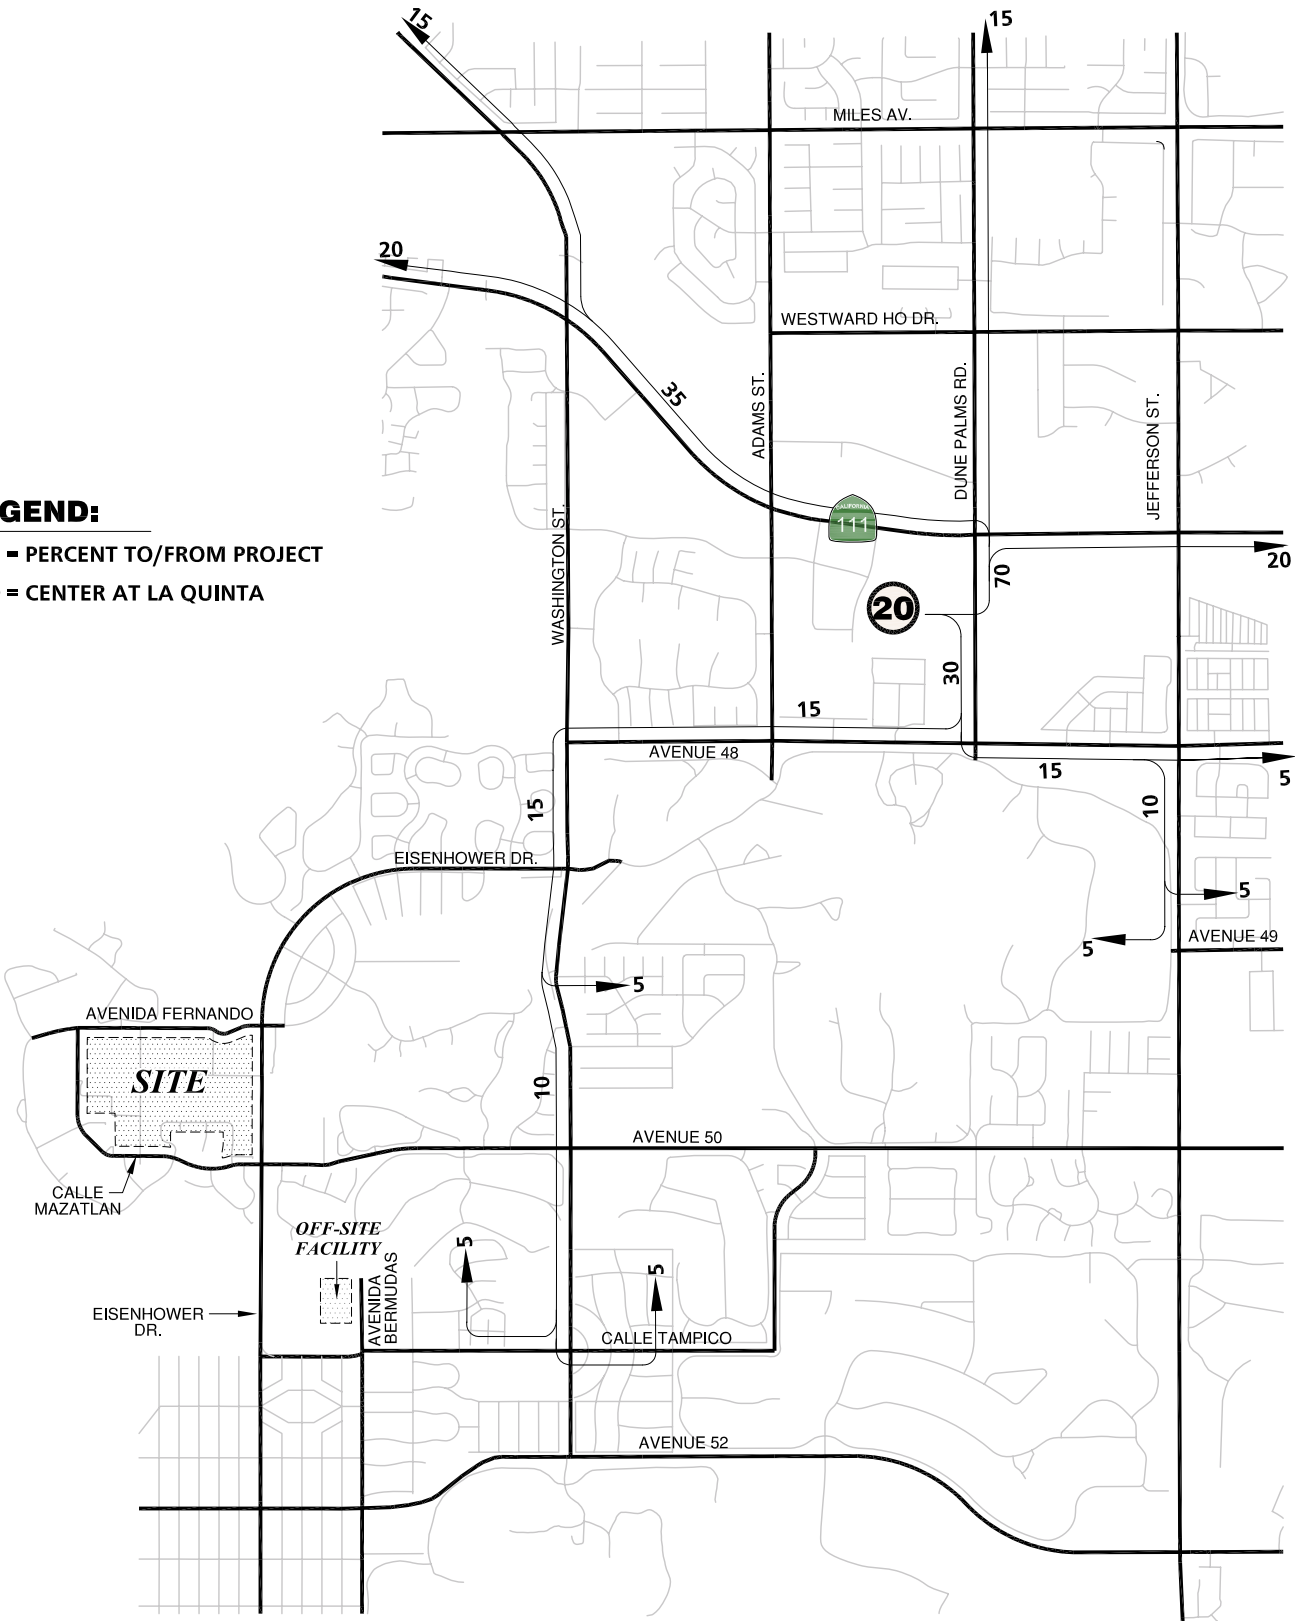 15
15
MILES AV.
20
WESTWARD HO DR.
35
ADAMS ST.
DUNE PALMS RD.
JEFFERSON ST.
GEND:
= PERCENT TO/FROM PROJECT
= CENTER AT LA QUINTA
WASHINGTON ST.
CALIFORNIA
111
20
70
20
30
15
AVENUE 48
15
5
15
10
EISENHOWER DR.
5
5
AVENUE 49
5
AVENIDA FERNANDO
SITE
10
AVENUE 50
CALLE
MAZATLAN
OFF-SITE
FACILITY
5
5
AVENIDA
BERMUDAS
EISENHOWER
DR.
CALLE TAMPICO
AVENUE 52